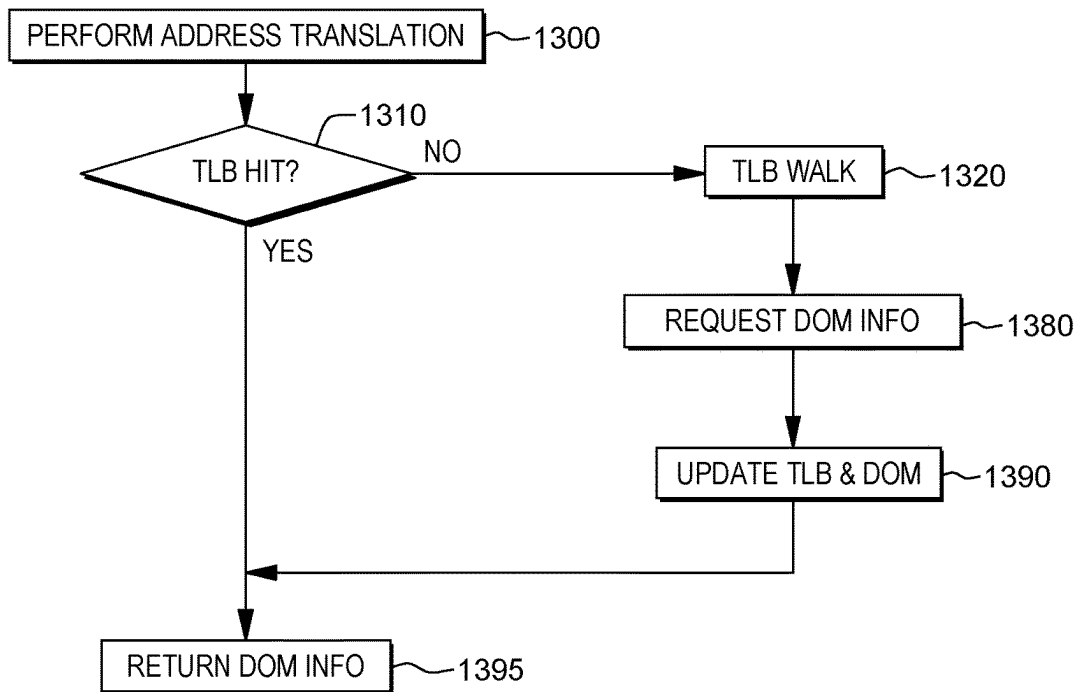 PERFORM ADDRESS TRANSLATION
1300
1310
TLB HIT?
NO
TLB WALK
1320
YES
REQUEST DOM INFO
1380
UPDATE TLB & DOM
1390
RETURN DOM INFO
1395